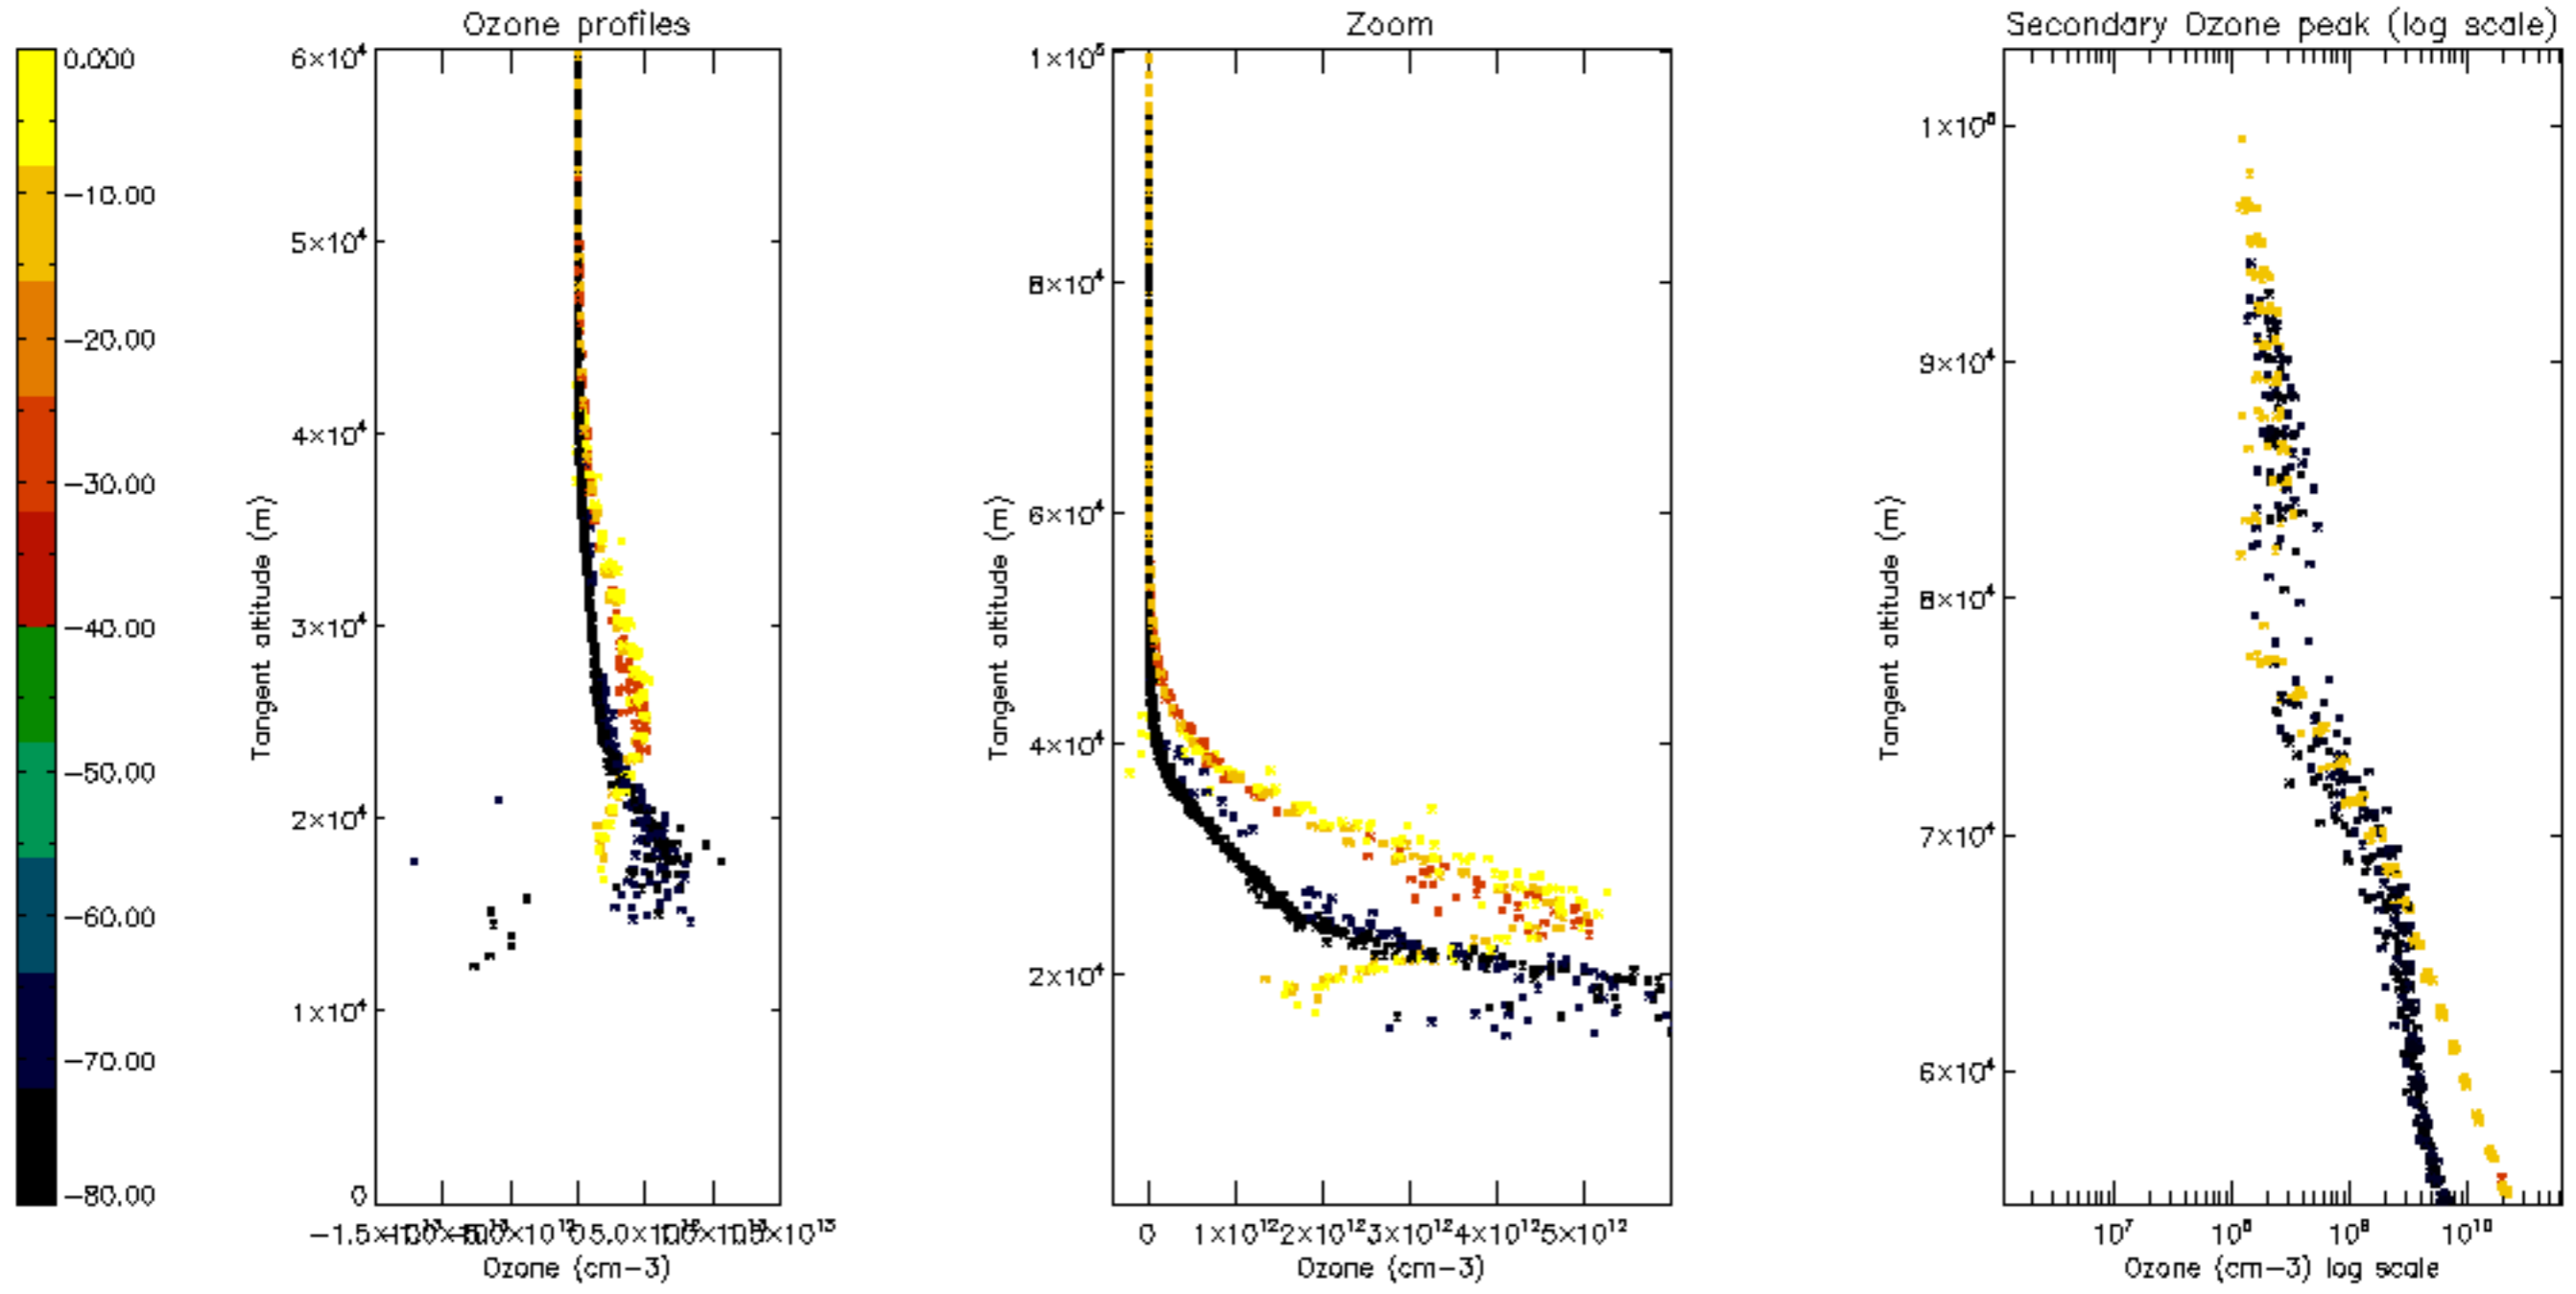 Ozone profiles
Zoom
Secondary Ozone peak (log scale)
0.000
−10.00
−20.00
−30.00
−40.00
−50.00
−60.00
−70.00
−80.00
6×10⁴
5×10⁴
4×10⁴
3×10⁴
2×10⁴
1×10⁴
0
Tangent altitude (m)
Ozone (cm−3)
1×10⁵
8×10⁴
6×10⁴
4×10⁴
2×10⁴
Tangent altitude (m)
0 1×10¹² 2×10¹² 3×10¹² 4×10¹² 5×10¹²
Ozone (cm−3)
1×10⁵
9×10⁴
8×10⁴
7×10⁴
6×10⁴
Tangent altitude (m)
10⁷ 10⁸ 10⁹ 10¹⁰
Ozone (cm−3) log scale